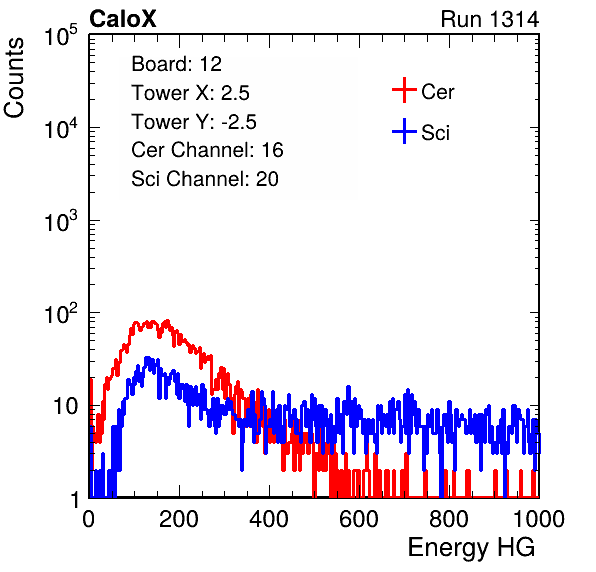 CaloX Run 1314
Counts
10^5
10^4
10^3
10^2
10
1
Board: 12
Tower X: 2.5
Tower Y: -2.5
Cer Channel: 16
Sci Channel: 20
Cer
Sci
0 200 400 600 800 1000
Energy HG